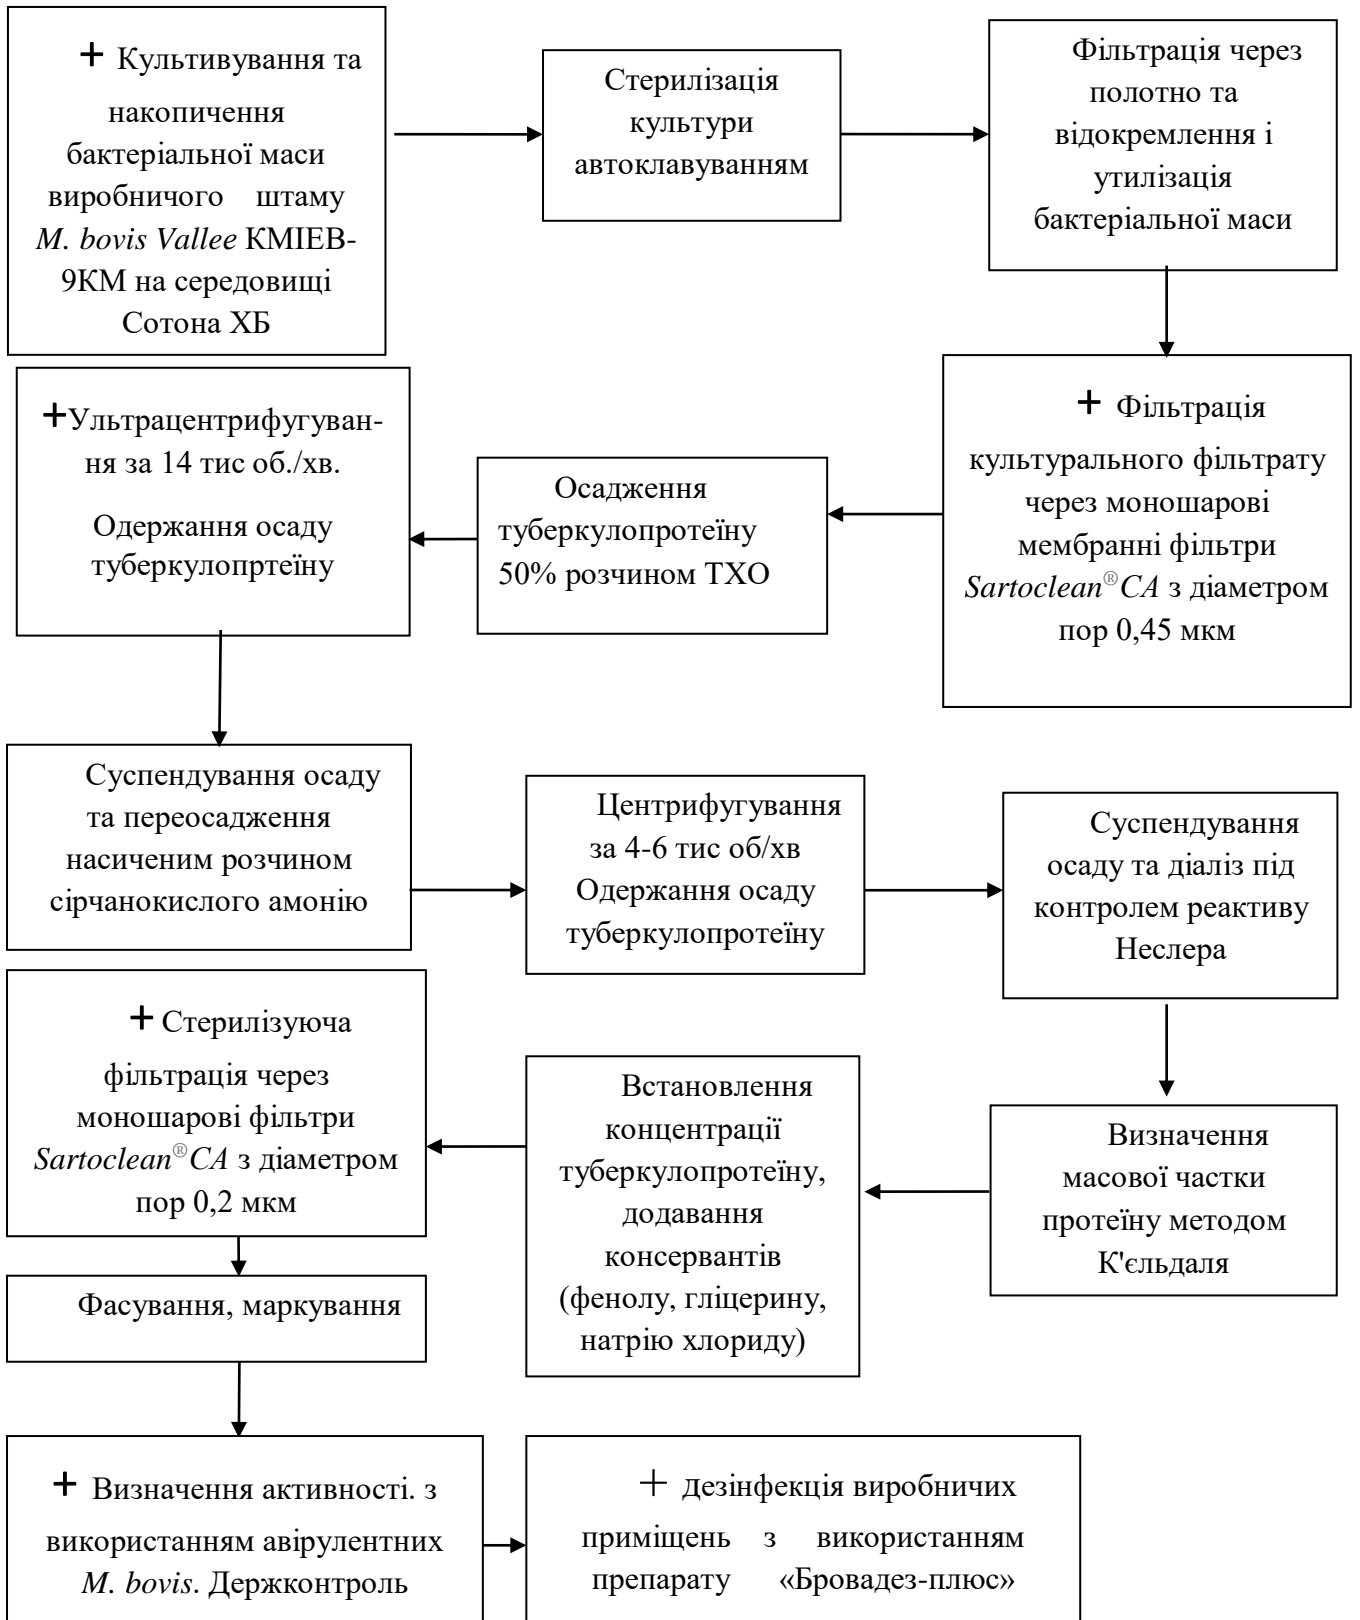 + Культивування та
накопичення
бактеріальної маси
виробничого штаму
M. bovis Vallee КМІЕВ-
9КМ на середовищі
Сотона ХБ
Стерилізація
культури
автоклавуванням
Фільтрація через
полотно та
відокремлення і
утилізація
бактеріальної маси
+ Фільтрація
культурального фільтрату
через моношарові
мембранні фільтри
Sartoclean®CA з діаметром
пор 0,45 мкм
Осадження
туберкулопротеїну
50% розчином ТХО
+Ультрацентрифугуван-
ня за 14 тис об./хв.
Одержання осаду
туберкулопртеїну
Суспендування осаду
та переосадження
насиченим розчином
сірчанокислого амонію
Центрифугування
за 4-6 тис об/хв
Одержання осаду
туберкулопротеїну
Суспендування
осаду та діаліз під
контролем реактиву
Неслера
Визначення
масової частки
протеїну методом
К'єльдаля
Встановлення
концентрації
туберкулопротеїну,
додавання
консервантів
(фенолу, гліцерину,
натрію хлориду)
+ Стерилізуюча
фільтрація через
моношарові фільтри
Sartoclean®CA з діаметром
пор 0,2 мкм
Фасування, маркування
+ Визначення активності. з
використанням авірулентних
M. bovis. Держконтроль
+ Дезінфекція виробничих
приміщень з використанням
препарату «Бровадез-плюс»